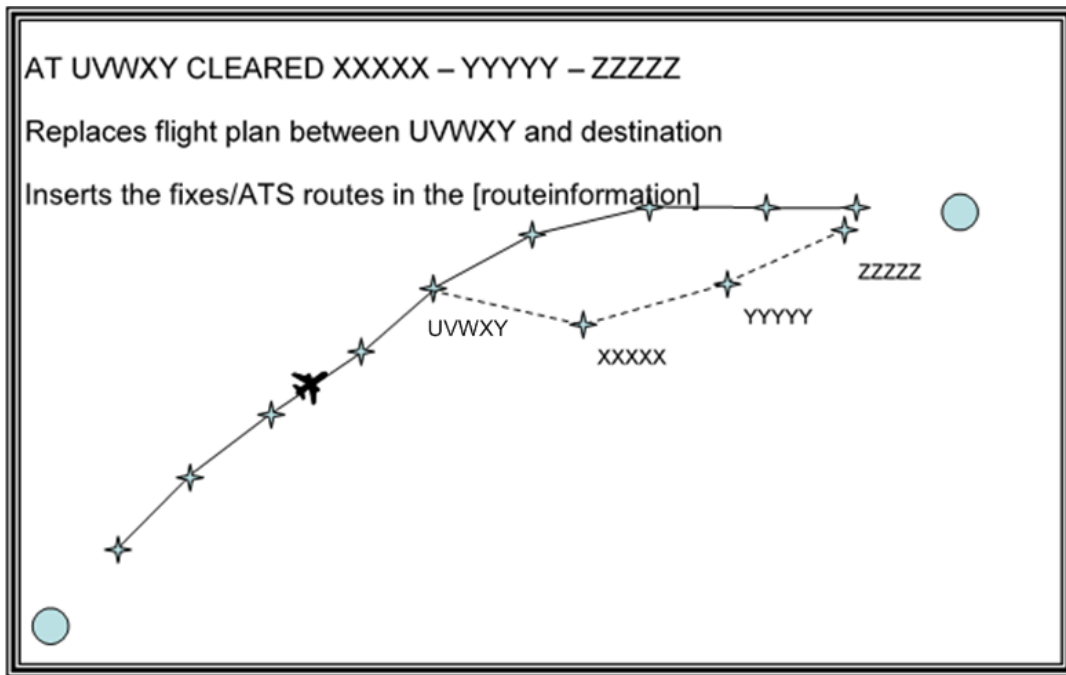 AT UVWXY CLEARED XXXXX – YYYYY – ZZZZZ
Replaces flight plan between UVWXY and destination
Inserts the fixes/ATS routes in the [routeinformation]
ZZZZZ
YYYYY
UVWXY
XXXXX